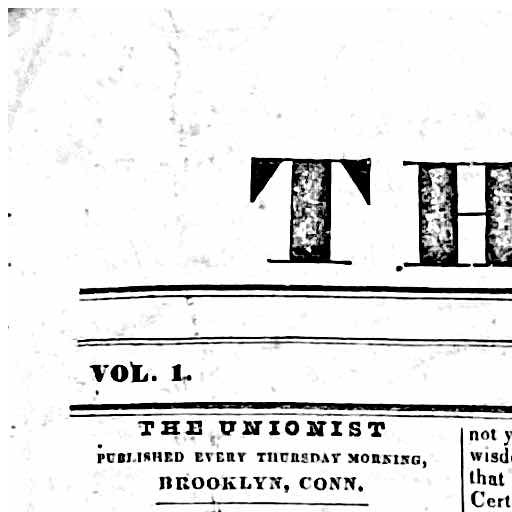 TH
VOL. 1.
THE UNIONIST
PUBLISHED EVERY THURSDAY MORNING,
BROOKLYN, CONN.
not y
wisd
that
Cert